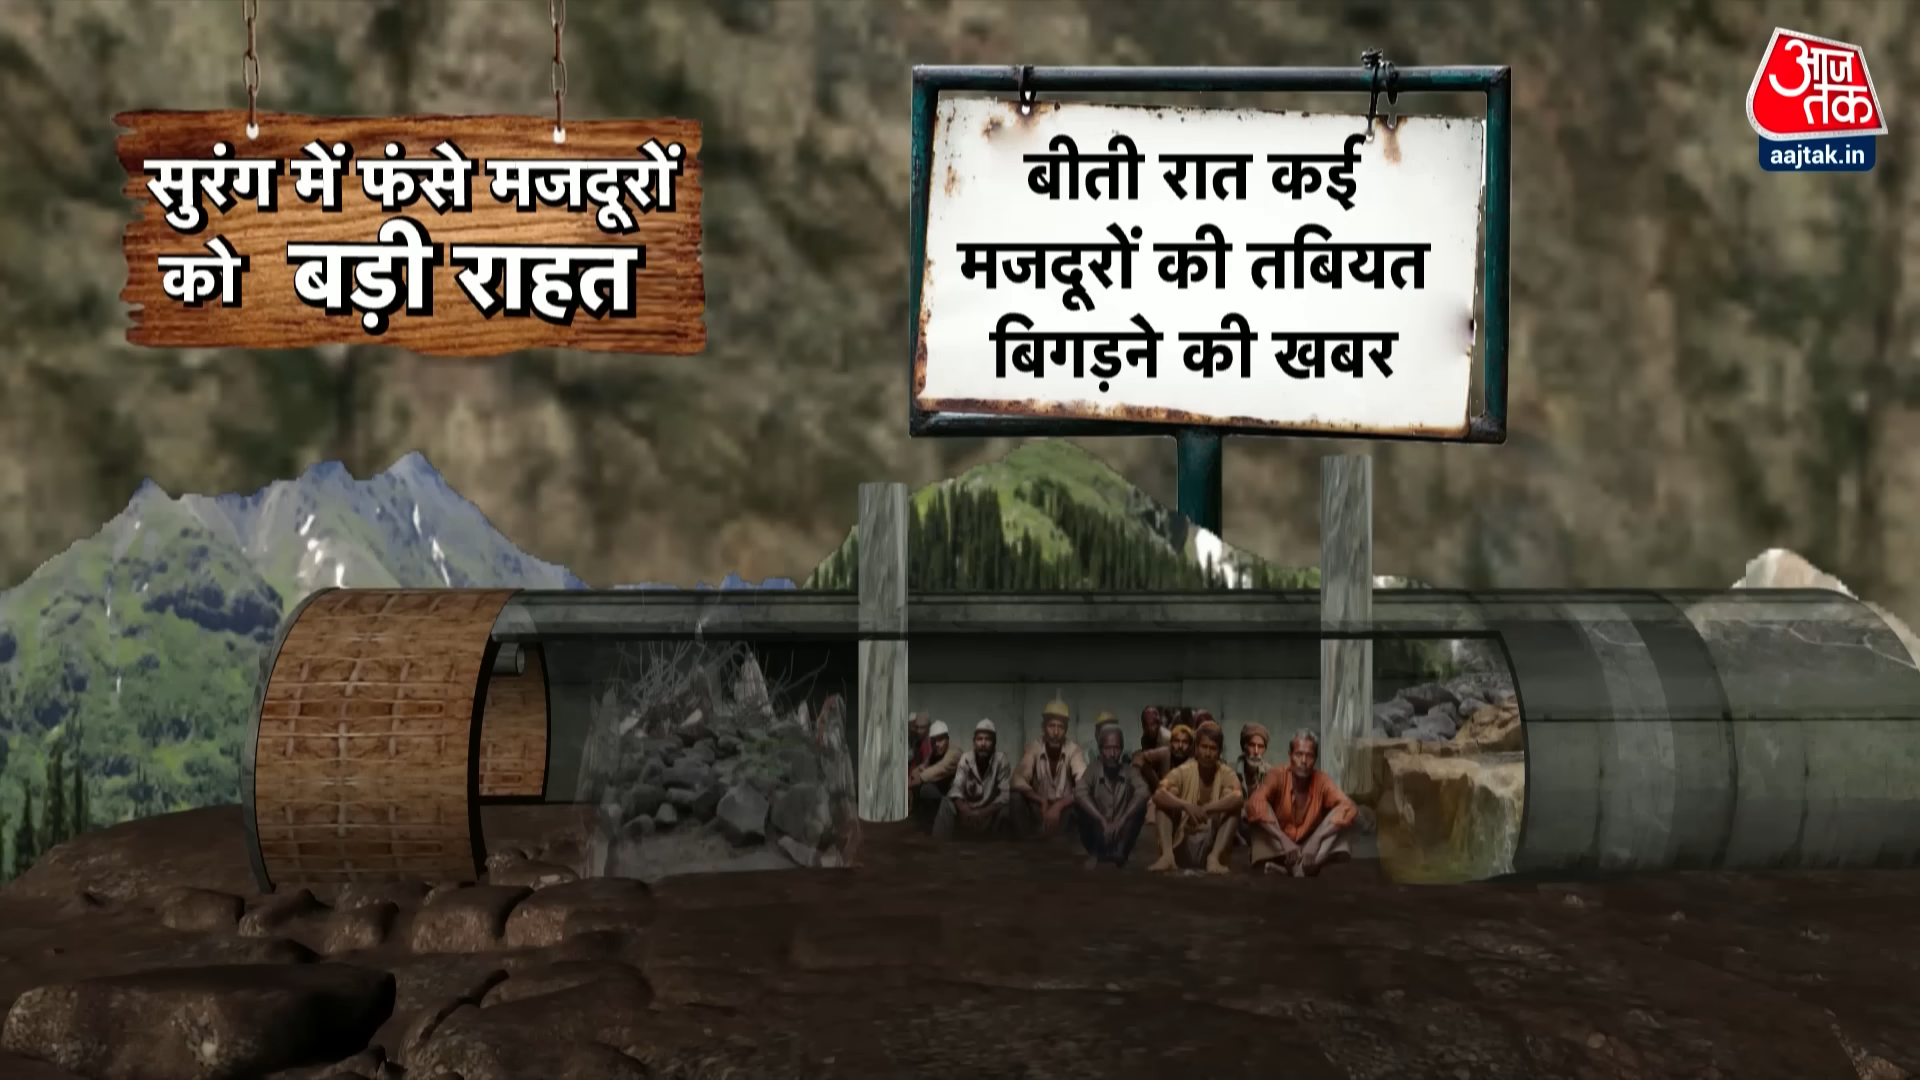 सुरंग में फंसे मजदूरों
को बड़ी राहत
बीती रात कई
मजदूरों की तबियत
बिगड़ने की खबर
आज
तक
aajtak.in